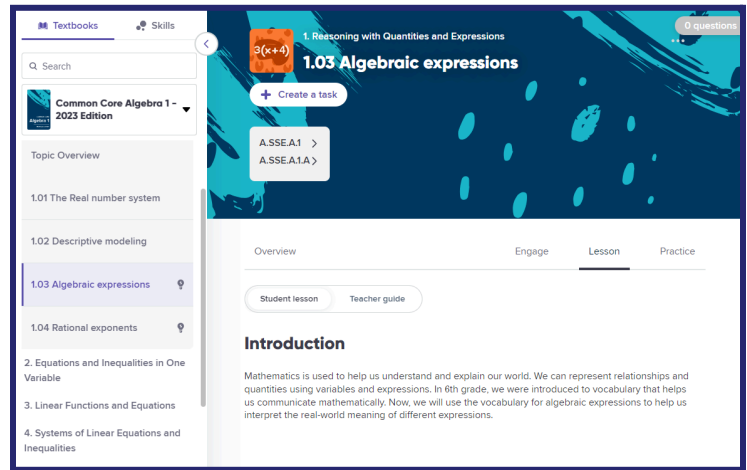 Textbooks
Skills
Search
Common Core Algebra 1 -
2023 Edition
Topic Overview
1.01 The Real number system
1.02 Descriptive modeling
1.03 Algebraic expressions
1.04 Rational exponents
2. Equations and Inequalities in One
Variable
3. Linear Functions and Equations
4. Systems of Linear Equations and
Inequalities
0 questions
3(x+4)
1. Reasoning with Quantities and Expressions
1.03 Algebraic expressions
+ Create a task
A.SSE.A.1 >
A.SSE.A.1.A >
Overview
Engage
Lesson
Practice
Student lesson
Teacher guide
Introduction
Mathematics is used to help us understand and explain our world. We can represent relationships and
quantities using variables and expressions. In 6th grade, we were introduced to vocabulary that helps
us communicate mathematically. Now, we will use the vocabulary for algebraic expressions to help us
interpret the real-world meaning of different expressions.